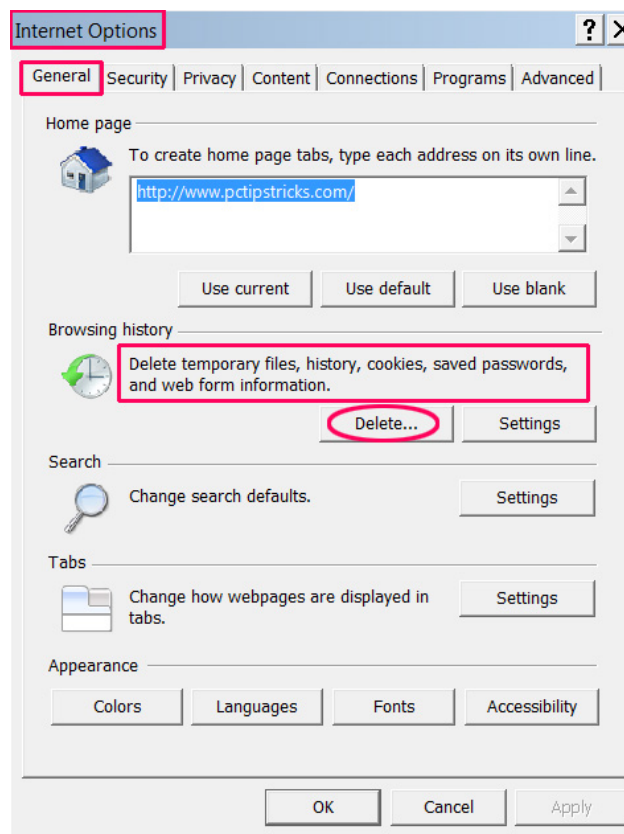 Internet Options ? X
General Security Privacy Content Connections Programs Advanced
Home page
To create home page tabs, type each address on its own line.
http://www.pctipstricks.com/
Use current Use default Use blank
Browsing history
Delete temporary files, history, cookies, saved passwords,
and web form information.
Delete... Settings
Search
Change search defaults. Settings
Tabs
Change how webpages are displayed in
tabs.
Settings
Appearance
Colors Languages Fonts Accessibility
OK Cancel Apply